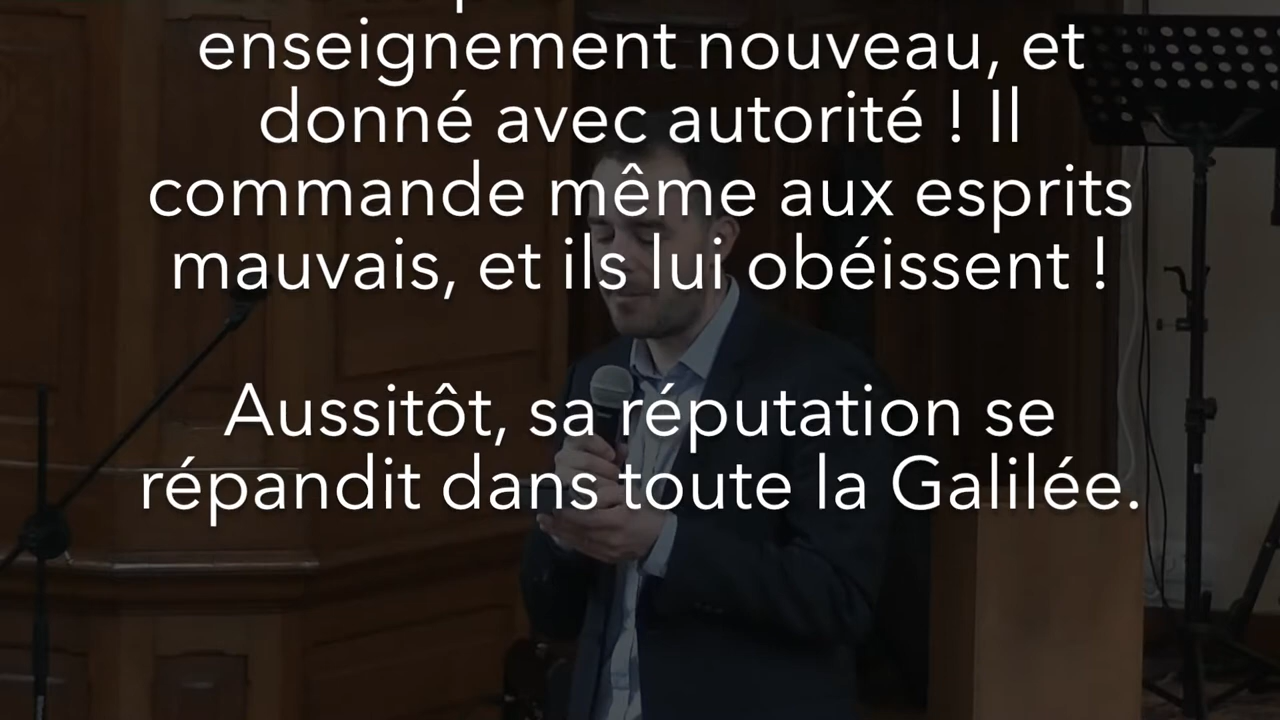 enseignement nouveau, et
donné avec autorité ! Il
commande même aux esprits
mauvais, et ils lui obéissent !
Aussitôt, sa réputation se
répandit dans toute la Galilée.